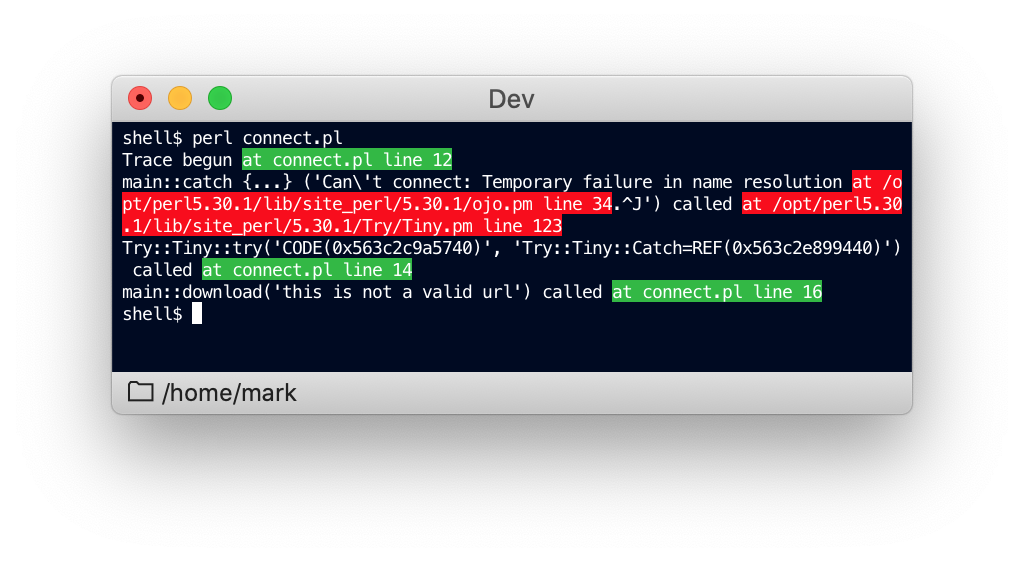 Dev
shell$ perl connect.pl
Trace begun at connect.pl line 12
main::catch {...} ('Can\'t connect: Temporary failure in name resolution at /o
pt/perl5.30.1/lib/site_perl/5.30.1/ojo.pm line 34.^J') called at /opt/perl5.30
.1/lib/site_perl/5.30.1/Try/Tiny.pm line 123
Try::Tiny::try('CODE(0x563c2c9a5740)', 'Try::Tiny::Catch=REF(0x563c2e899440)')
 called at connect.pl line 14
main::download('this is not a valid url') called at connect.pl line 16
shell$
/home/mark